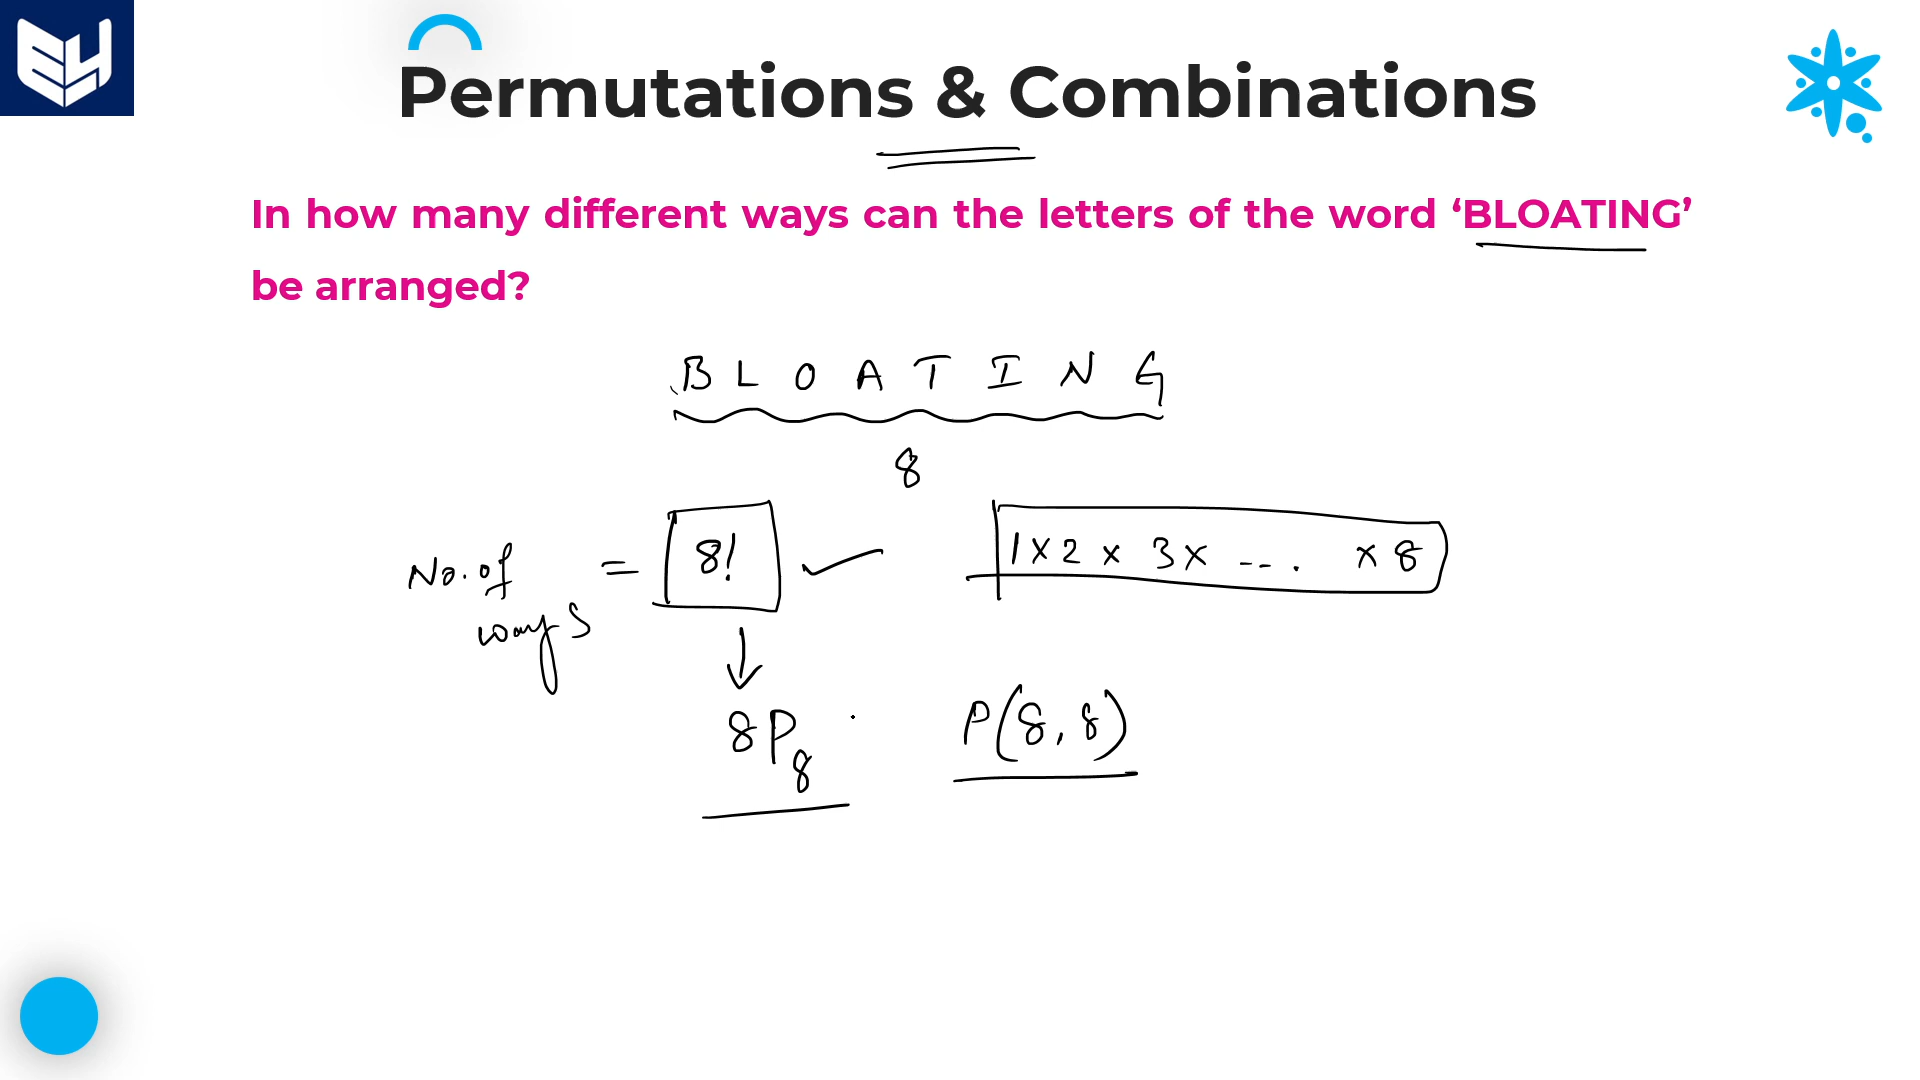 Permutations & Combinations
In how many different ways can the letters of the word ‘BLOATING’
be arranged?
B L O A T I N G
8
No. of ways = 8! 1 x 2 x 3 x --- . x 8
8P8 P(8, 8)